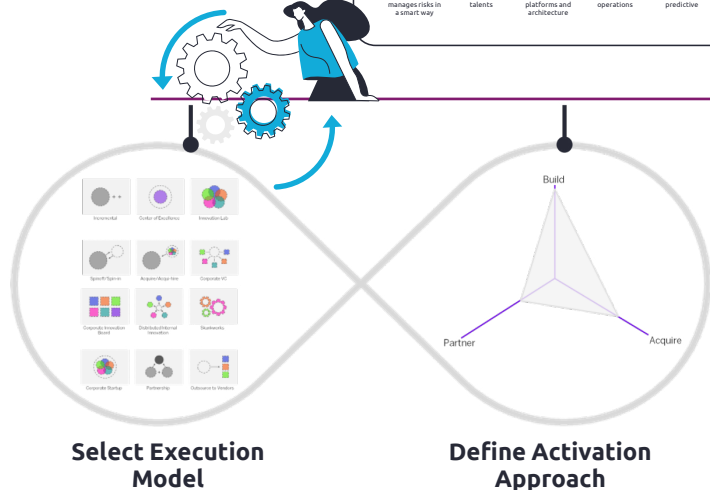 manages risks in
a smart way
talents
platforms and
architecture
operations
predictive
Build
Partner
Acquire
Incremental
Center of Excellence
Innovation Lab
Spinoff/Spin-in
Acquire/Acqui-hire
Corporate VC
Corporate Innovation
Board
Distributed Internal
Innovation
Skunkworks
Corporate Startup
Partnership
Outsource to Vendors
Select Execution
Model
Define Activation
Approach